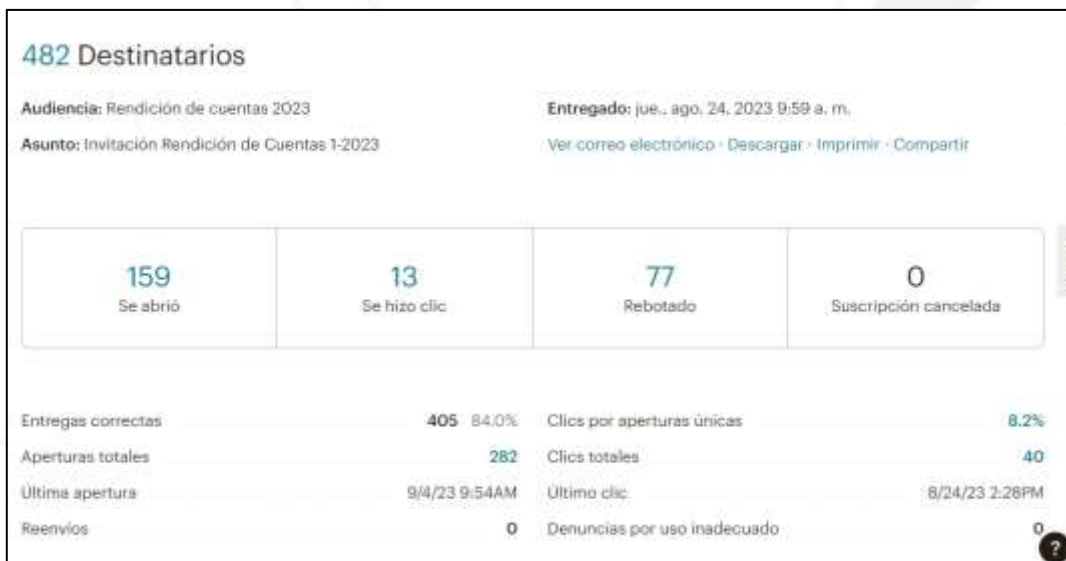 482 Destinatarios
Audiencia: Rendición de cuentas 2023
Entregado: jue., ago. 24, 2023 9:59 a. m.
Asunto: Invitación Rendición de Cuentas 1-2023
Ver correo electrónico · Descargar · Imprimir · Compartir
159
Se abrió
13
Se hizo clic
77
Rebotado
0
Suscripción cancelada
Entregas correctas 405 84.0%
Clics por aperturas únicas 8.2%
Aperturas totales 282
Clics totales 40
Última apertura 9/4/23 9:54AM
Último clic 8/24/23 2:28PM
Reenvíos 0
Denuncias por uso inadecuado 0
?